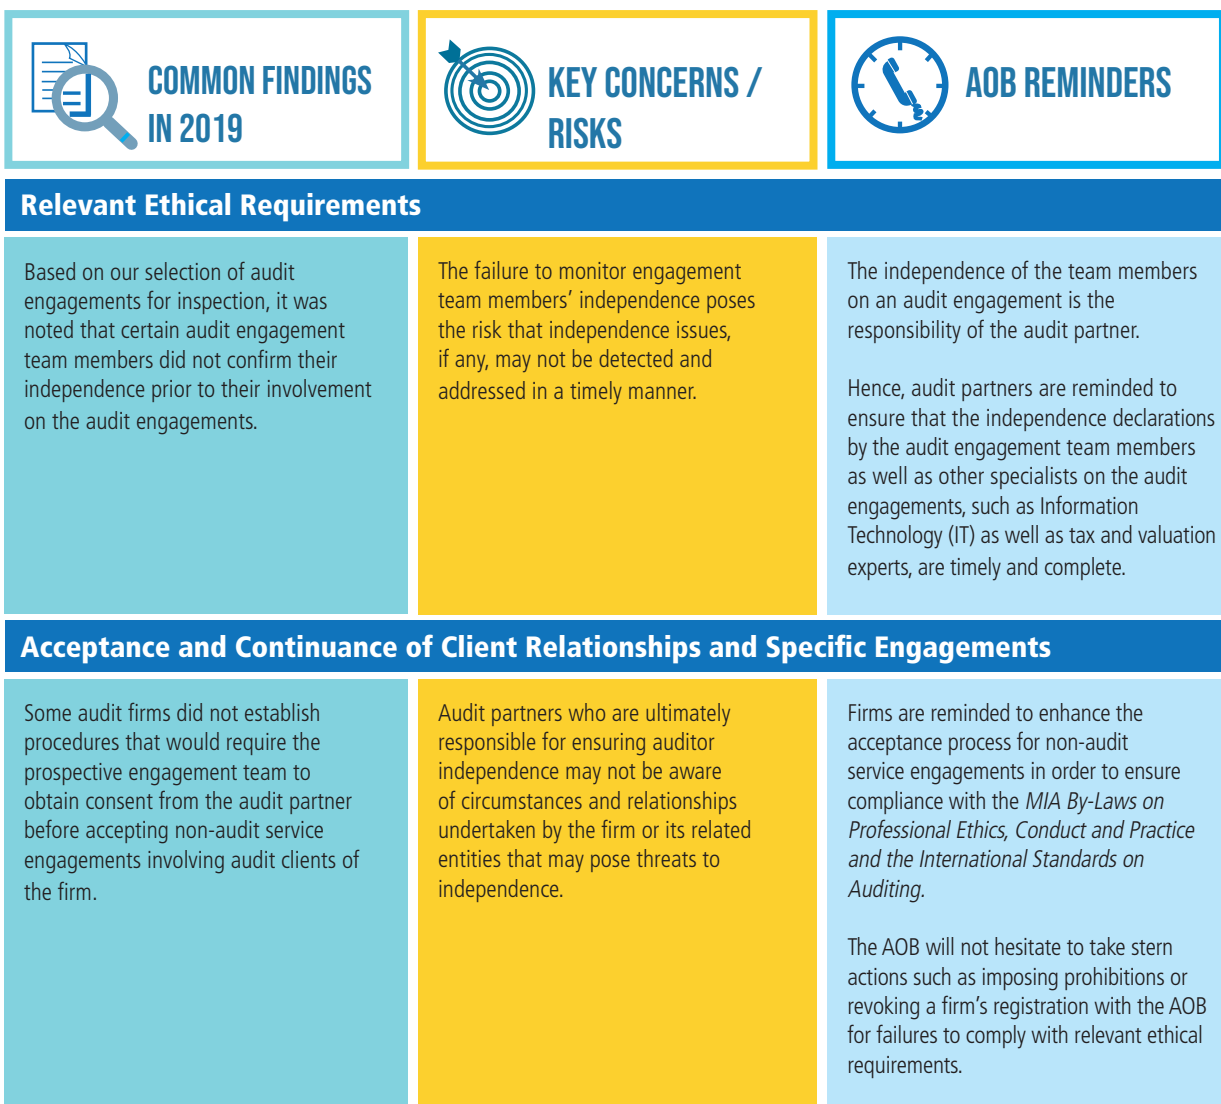 COMMON FINDINGS
IN 2019
KEY CONCERNS /
RISKS
AOB REMINDERS
Relevant Ethical Requirements
Based on our selection of audit
engagements for inspection, it was
noted that certain audit engagement
team members did not confirm their
independence prior to their involvement
on the audit engagements.
The failure to monitor engagement
team members’ independence poses
the risk that independence issues,
if any, may not be detected and
addressed in a timely manner.
The independence of the team members
on an audit engagement is the
responsibility of the audit partner.
Hence, audit partners are reminded to
ensure that the independence declarations
by the audit engagement team members
as well as other specialists on the audit
engagements, such as Information
Technology (IT) as well as tax and valuation
experts, are timely and complete.
Acceptance and Continuance of Client Relationships and Specific Engagements
Some audit firms did not establish
procedures that would require the
prospective engagement team to
obtain consent from the audit partner
before accepting non-audit service
engagements involving audit clients of
the firm.
Audit partners who are ultimately
responsible for ensuring auditor
independence may not be aware
of circumstances and relationships
undertaken by the firm or its related
entities that may pose threats to
independence.
Firms are reminded to enhance the
acceptance process for non-audit
service engagements in order to ensure
compliance with the MIA By-Laws on
Professional Ethics, Conduct and Practice
and the International Standards on
Auditing.
The AOB will not hesitate to take stern
actions such as imposing prohibitions or
revoking a firm’s registration with the AOB
for failures to comply with relevant ethical
requirements.